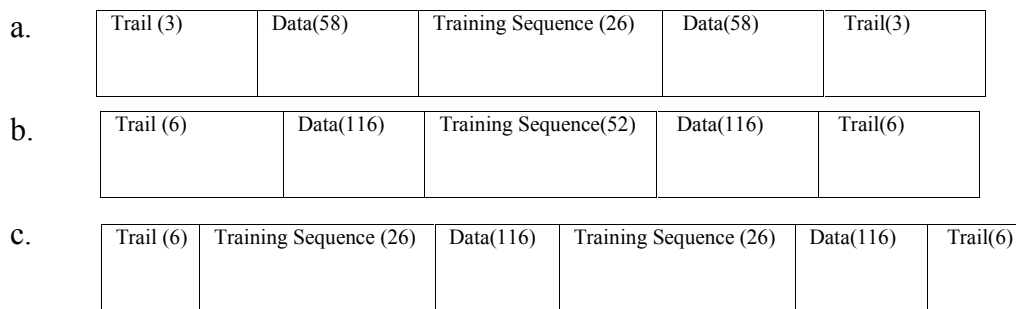 a. Trail (3) Data(58) Training Sequence (26) Data(58) Trail(3)
b. Trail (6) Data(116) Training Sequence(52) Data(116) Trail(6)
c. Trail (6) Training Sequence (26) Data(116) Training Sequence (26) Data(116) Trail(6)